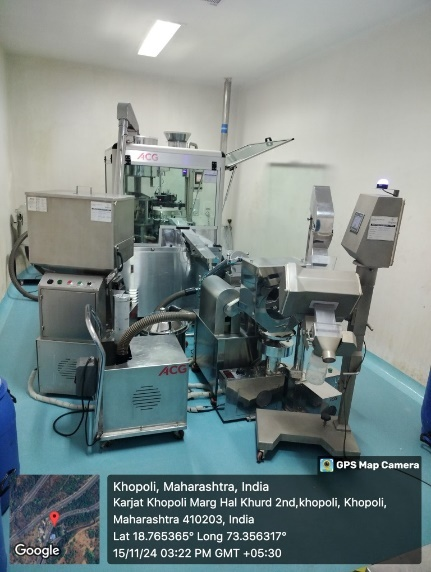 ACG
ACG
GPS Map Camera
Khopoli, Maharashtra, India
Karjat Khopoli Marg Hal Khurd 2nd,khopoli, Khopoli,
Maharashtra 410203, India
Lat 18.765365° Long 73.356317°
15/11/24 03:22 PM GMT +05:30
Google